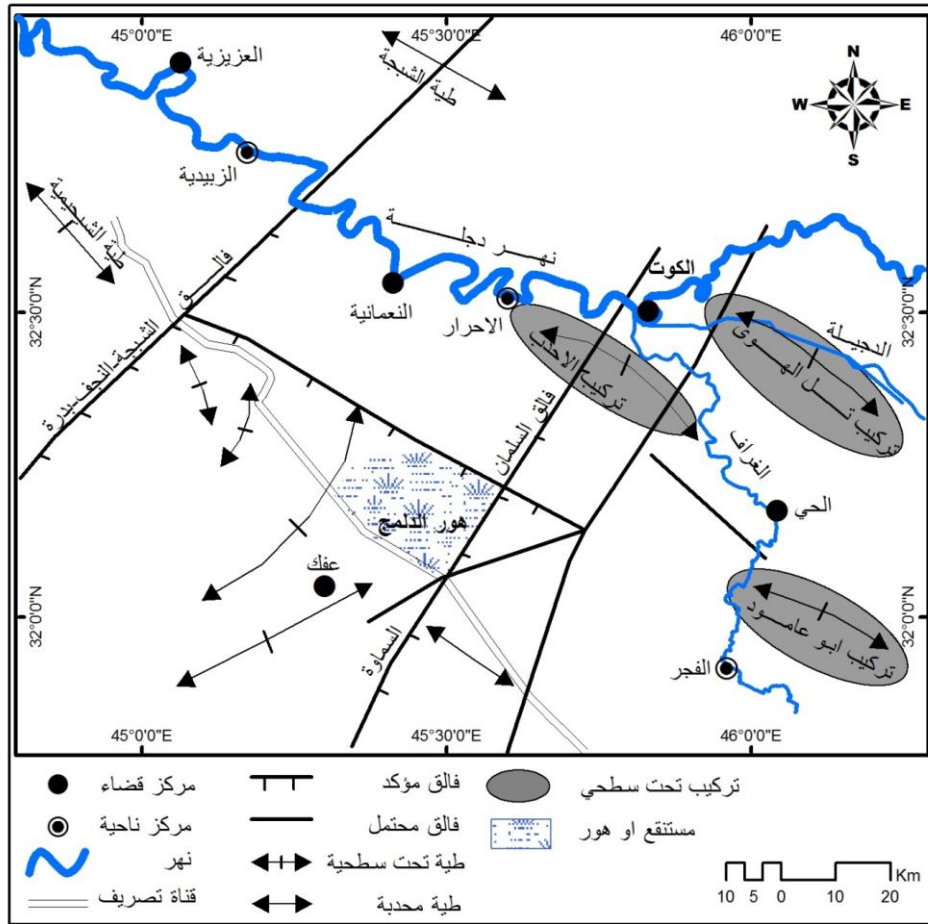 45°0'0"E
45°30'0"E
46°0'0"E
N
W
E
S
العزيزية
طية الشبجة
الزبيدية
طية الشحيمية
نهر دجلة
الكوت
النعمانية
الاحرار
32°30'0"N
32°30'0"N
فالق
الشبجة-النجف-بدرة
الدجيلة
تركيب تل الهوى
تركيب الاحدب
فالق السلمان
الغراف
الحي
هور الدلمج
عفك
32°0'0"N
32°0'0"N
السماوة
تركيب ابو عامود
الفجر
45°0'0"E
45°30'0"E
46°0'0"E
مركز قضاء
فالق مؤكد
تركيب تحت سطحي
مركز ناحية
فالق محتمل
مستنقع او هور
نهر
طية تحت سطحية
قناة تصريف
طية محدبة
Km
10 5 0 10 20